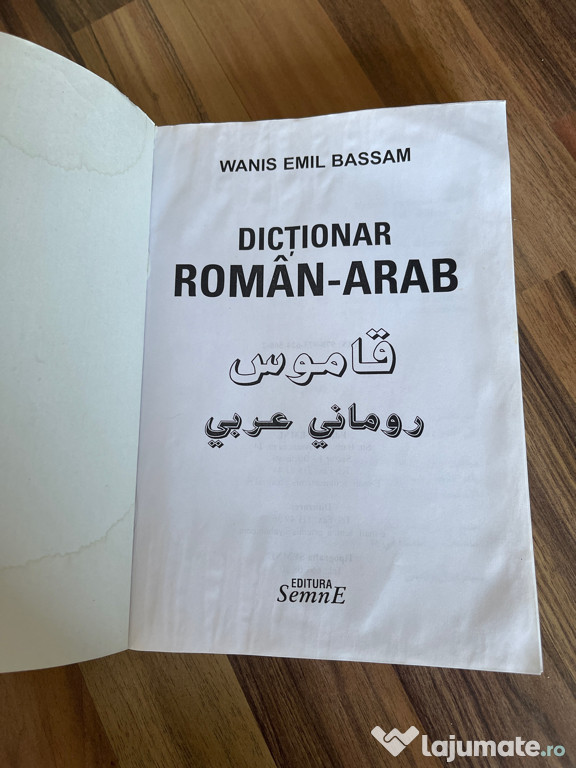 WANIS EMIL BASSAM
DICȚIONAR
ROMÂN-ARAB
قاموس
روماني عربي
EDITURA
SemnE
lajumate.ro